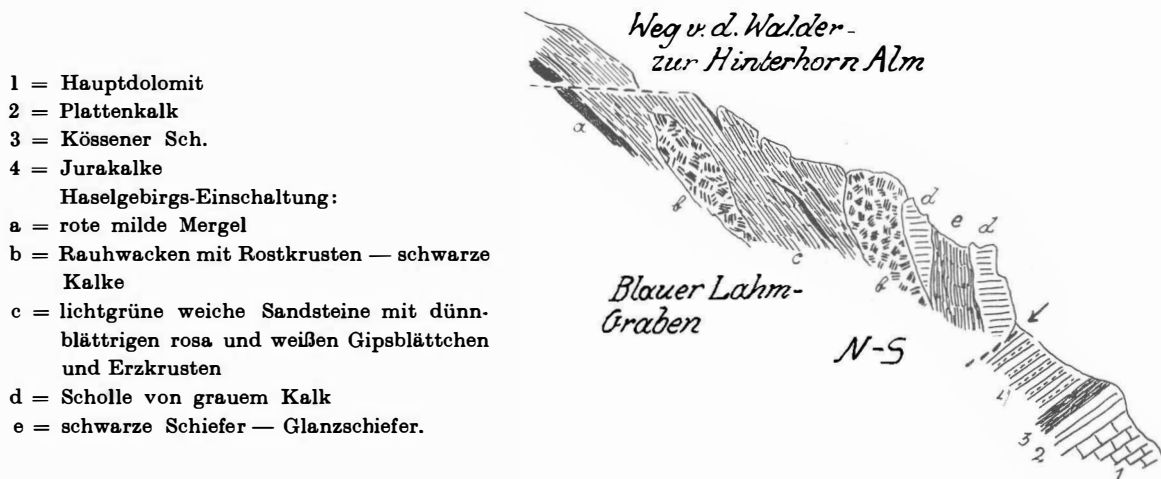 1 = Hauptdolomit
2 = Plattenkalk
3 = Kössener Sch.
4 = Jurakalke
Haselgebirgs-Einschaltung:
a = rote milde Mergel
b = Rauhwacken mit Rostkrusten — schwarze
Kalke
c = lichtgrüne weiche Sandsteine mit dünn-
blättrigen rosa und weißen Gipsblättchen
und Erzkrusten
d = Scholle von grauem Kalk
e = schwarze Schiefer — Glanzschiefer.
Weg v. d. Walder-
zur Hinterhorn Alm
a
b
c
b
d
e
d
Blauer Lahm-
Graben
N-S
4
3
2
1